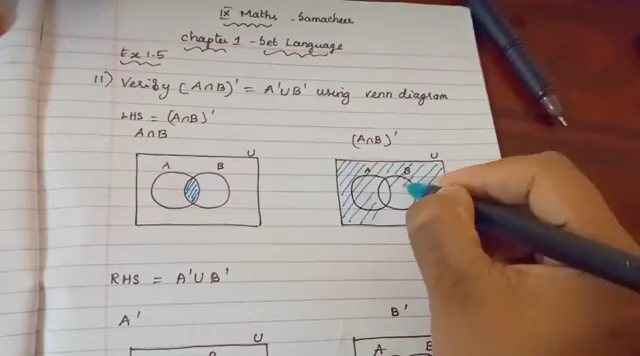 IX Maths - Samacheer
Chapter 1 - Set Language
Ex 1.5
11) Verify (A∩B)' = A'∪B' using venn diagram
LHS = (A∩B)'
A∩B
(A∩B)'
U
A B
U
A B
RHS = A'∪B'
A'
B'
U
B
A B